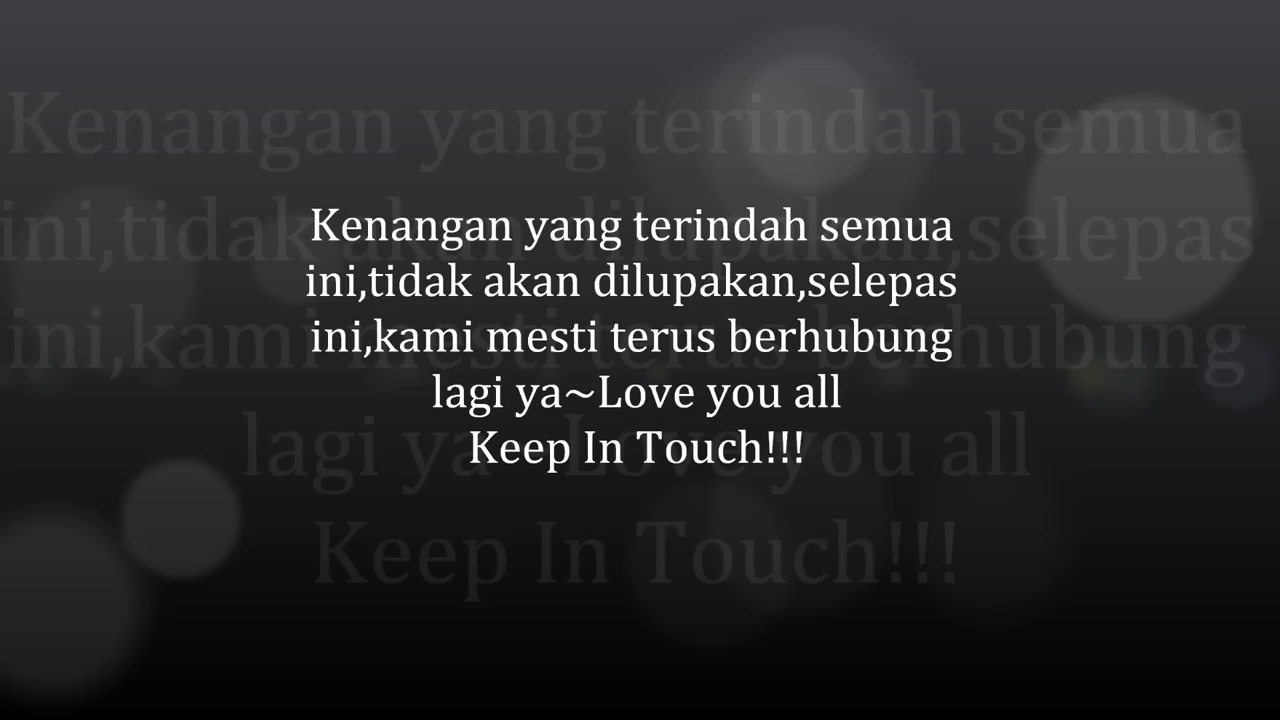 Kenangan yang terindah semua
ini,tidak akan dilupakan,selepas
ini,kami mesti terus berhubung
lagi ya~Love you all
Keep In Touch!!!